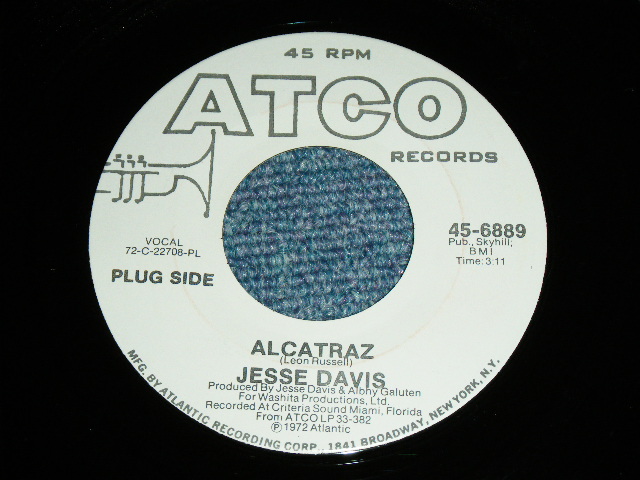 45 RPM
ATCO
RECORDS
VOCAL
72-C-22708-PL
PLUG SIDE
45-6889
Pub., Skyhill;
BMI
Time: 3:11
ALCATRAZ
(Leon Russell)
JESSE DAVIS
Produced By Jesse Davis & Albhy Galuten
For Washita Productions, Ltd.
Recorded At Criteria Sound Miami, Florida
From ATCO LP 33-382
Ⓟ1972 Atlantic
MFG. BY ATLANTIC RECORDING CORP., 1841 BROADWAY, NEW YORK, N.Y.